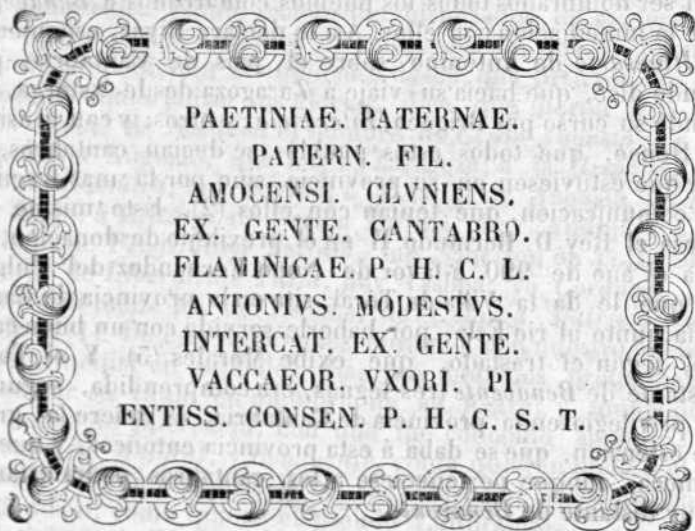 PAETINIAE. PATERNAE.
PATERN. FIL.
AMOCENSI. CLVNIENS.
EX. GENTE. CANTABRO.
FLAMINICAE. P. H. C. L.
ANTONIVS. MODESTVS.
INTERCAT. EX. GENTE.
VACCAEOR. VXORI. PI
ENTISS. CONSEN. P. H. C. S. T.